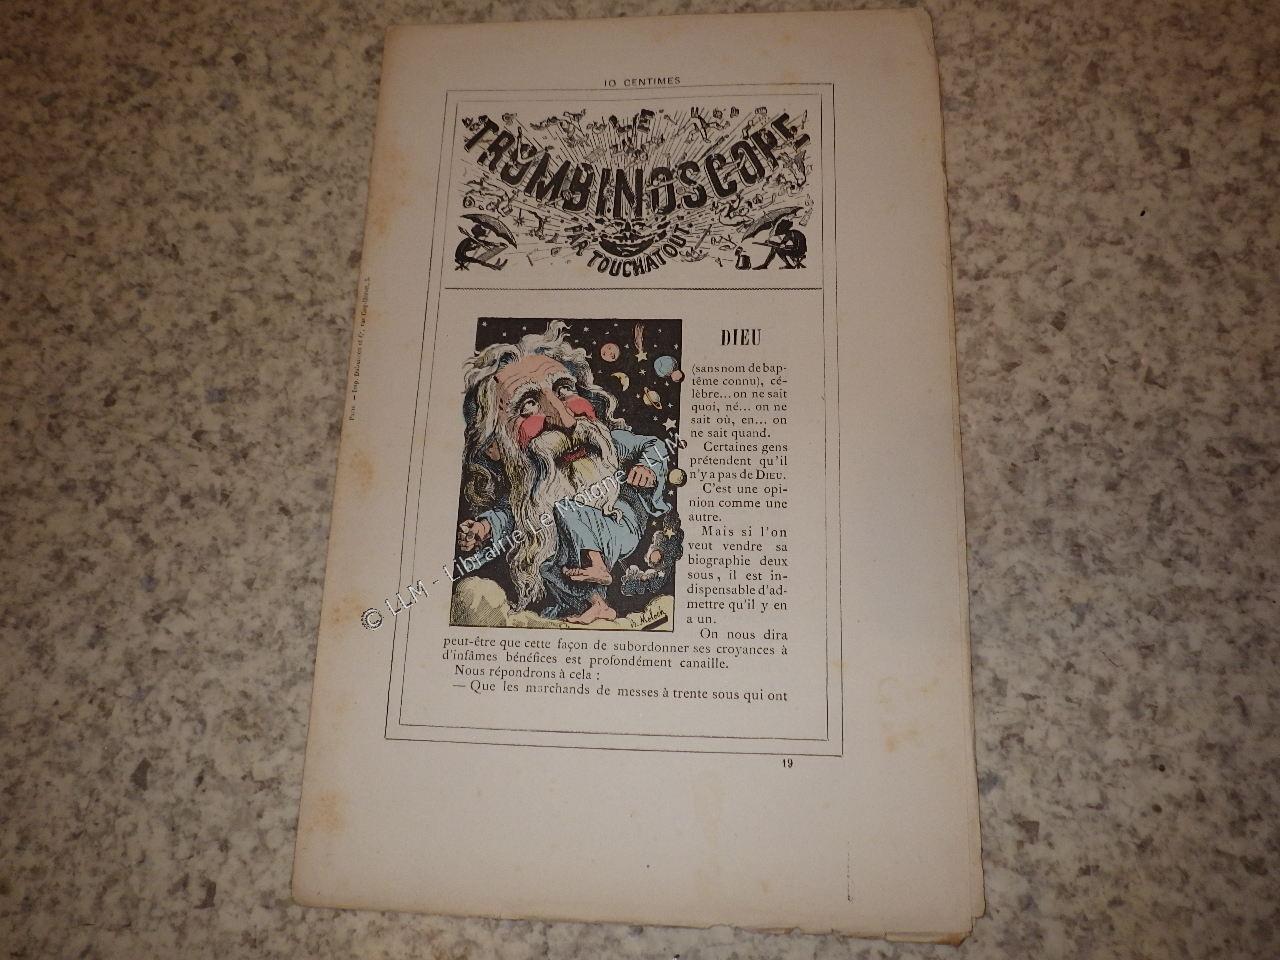 10 CENTIMES
LE
TROMBINOSCOPE
PAR TOUCHATOUT
DIEU
(sans nom de bap-
tême connu), cé-
lèbre... on ne sait
quoi, né... on ne
sait où, en... on
ne sait quand.
Certaines gens
prétendent qu'il
n'y a pas de DIEU.
C'est une opi-
nion comme une
autre.
Mais si l'on
veut vendre sa
biographie deux
sous, il est in-
dispensable d'ad-
mettre qu'il y en
a un.
On nous dira
peut-être que cette façon de subordonner ses croyances à
d'infâmes bénéfices est profondément canaille.
Nous répondrons à cela :
— Que les marchands de messes à trente sous qui ont
19
B. Moloch
© LLM - Librairie Le Moigne - LLM
Paris. — Imp.